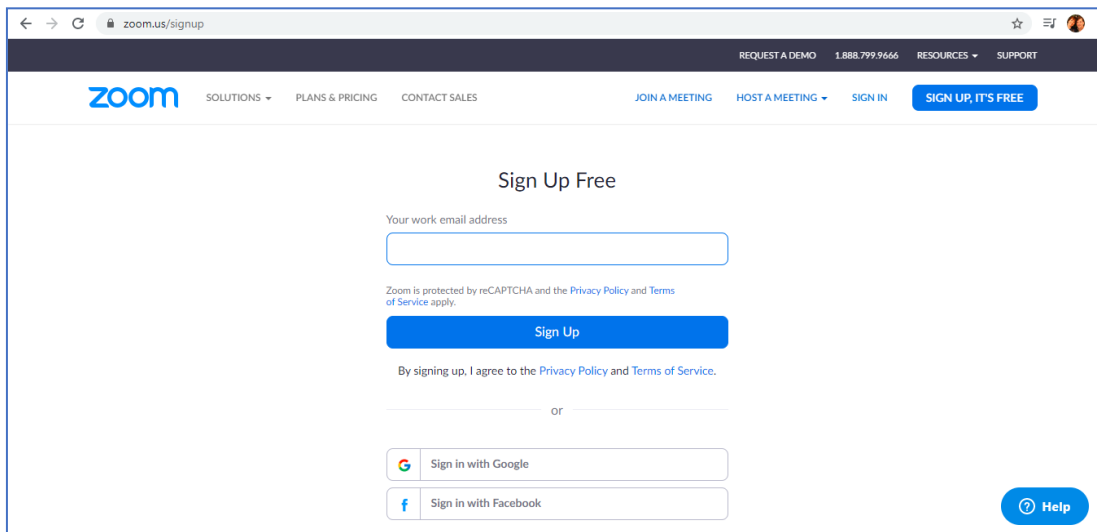 zoom.us/signup
REQUEST A DEMO 1.888.799.9666 RESOURCES SUPPORT
zoom SOLUTIONS PLANS & PRICING CONTACT SALES JOIN A MEETING HOST A MEETING SIGN IN SIGN UP, IT'S FREE
Sign Up Free
Your work email address
Zoom is protected by reCAPTCHA and the Privacy Policy and Terms
of Service apply.
Sign Up
By signing up, I agree to the Privacy Policy and Terms of Service.
or
G Sign in with Google
f Sign in with Facebook
? Help